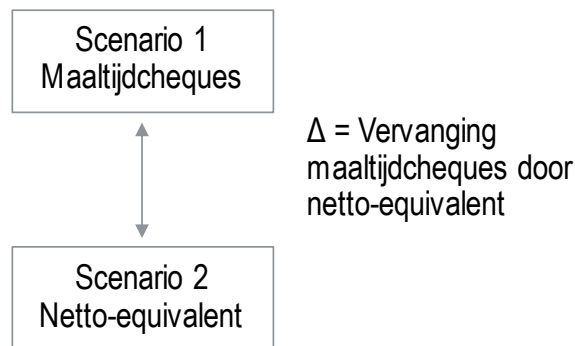 Scenario 1
Maaltijdcheques
Δ = Vervanging
maaltijdcheques door
netto-equivalent
Scenario 2
Netto-equivalent